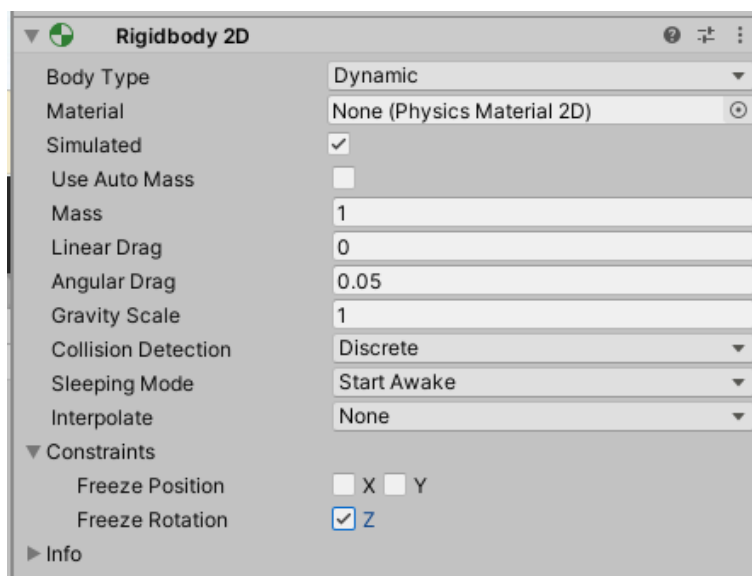 Rigidbody 2D
Body Type Dynamic
Material None (Physics Material 2D)
Simulated
Use Auto Mass
Mass 1
Linear Drag 0
Angular Drag 0.05
Gravity Scale 1
Collision Detection Discrete
Sleeping Mode Start Awake
Interpolate None
Constraints
Freeze Position X Y
Freeze Rotation Z
Info